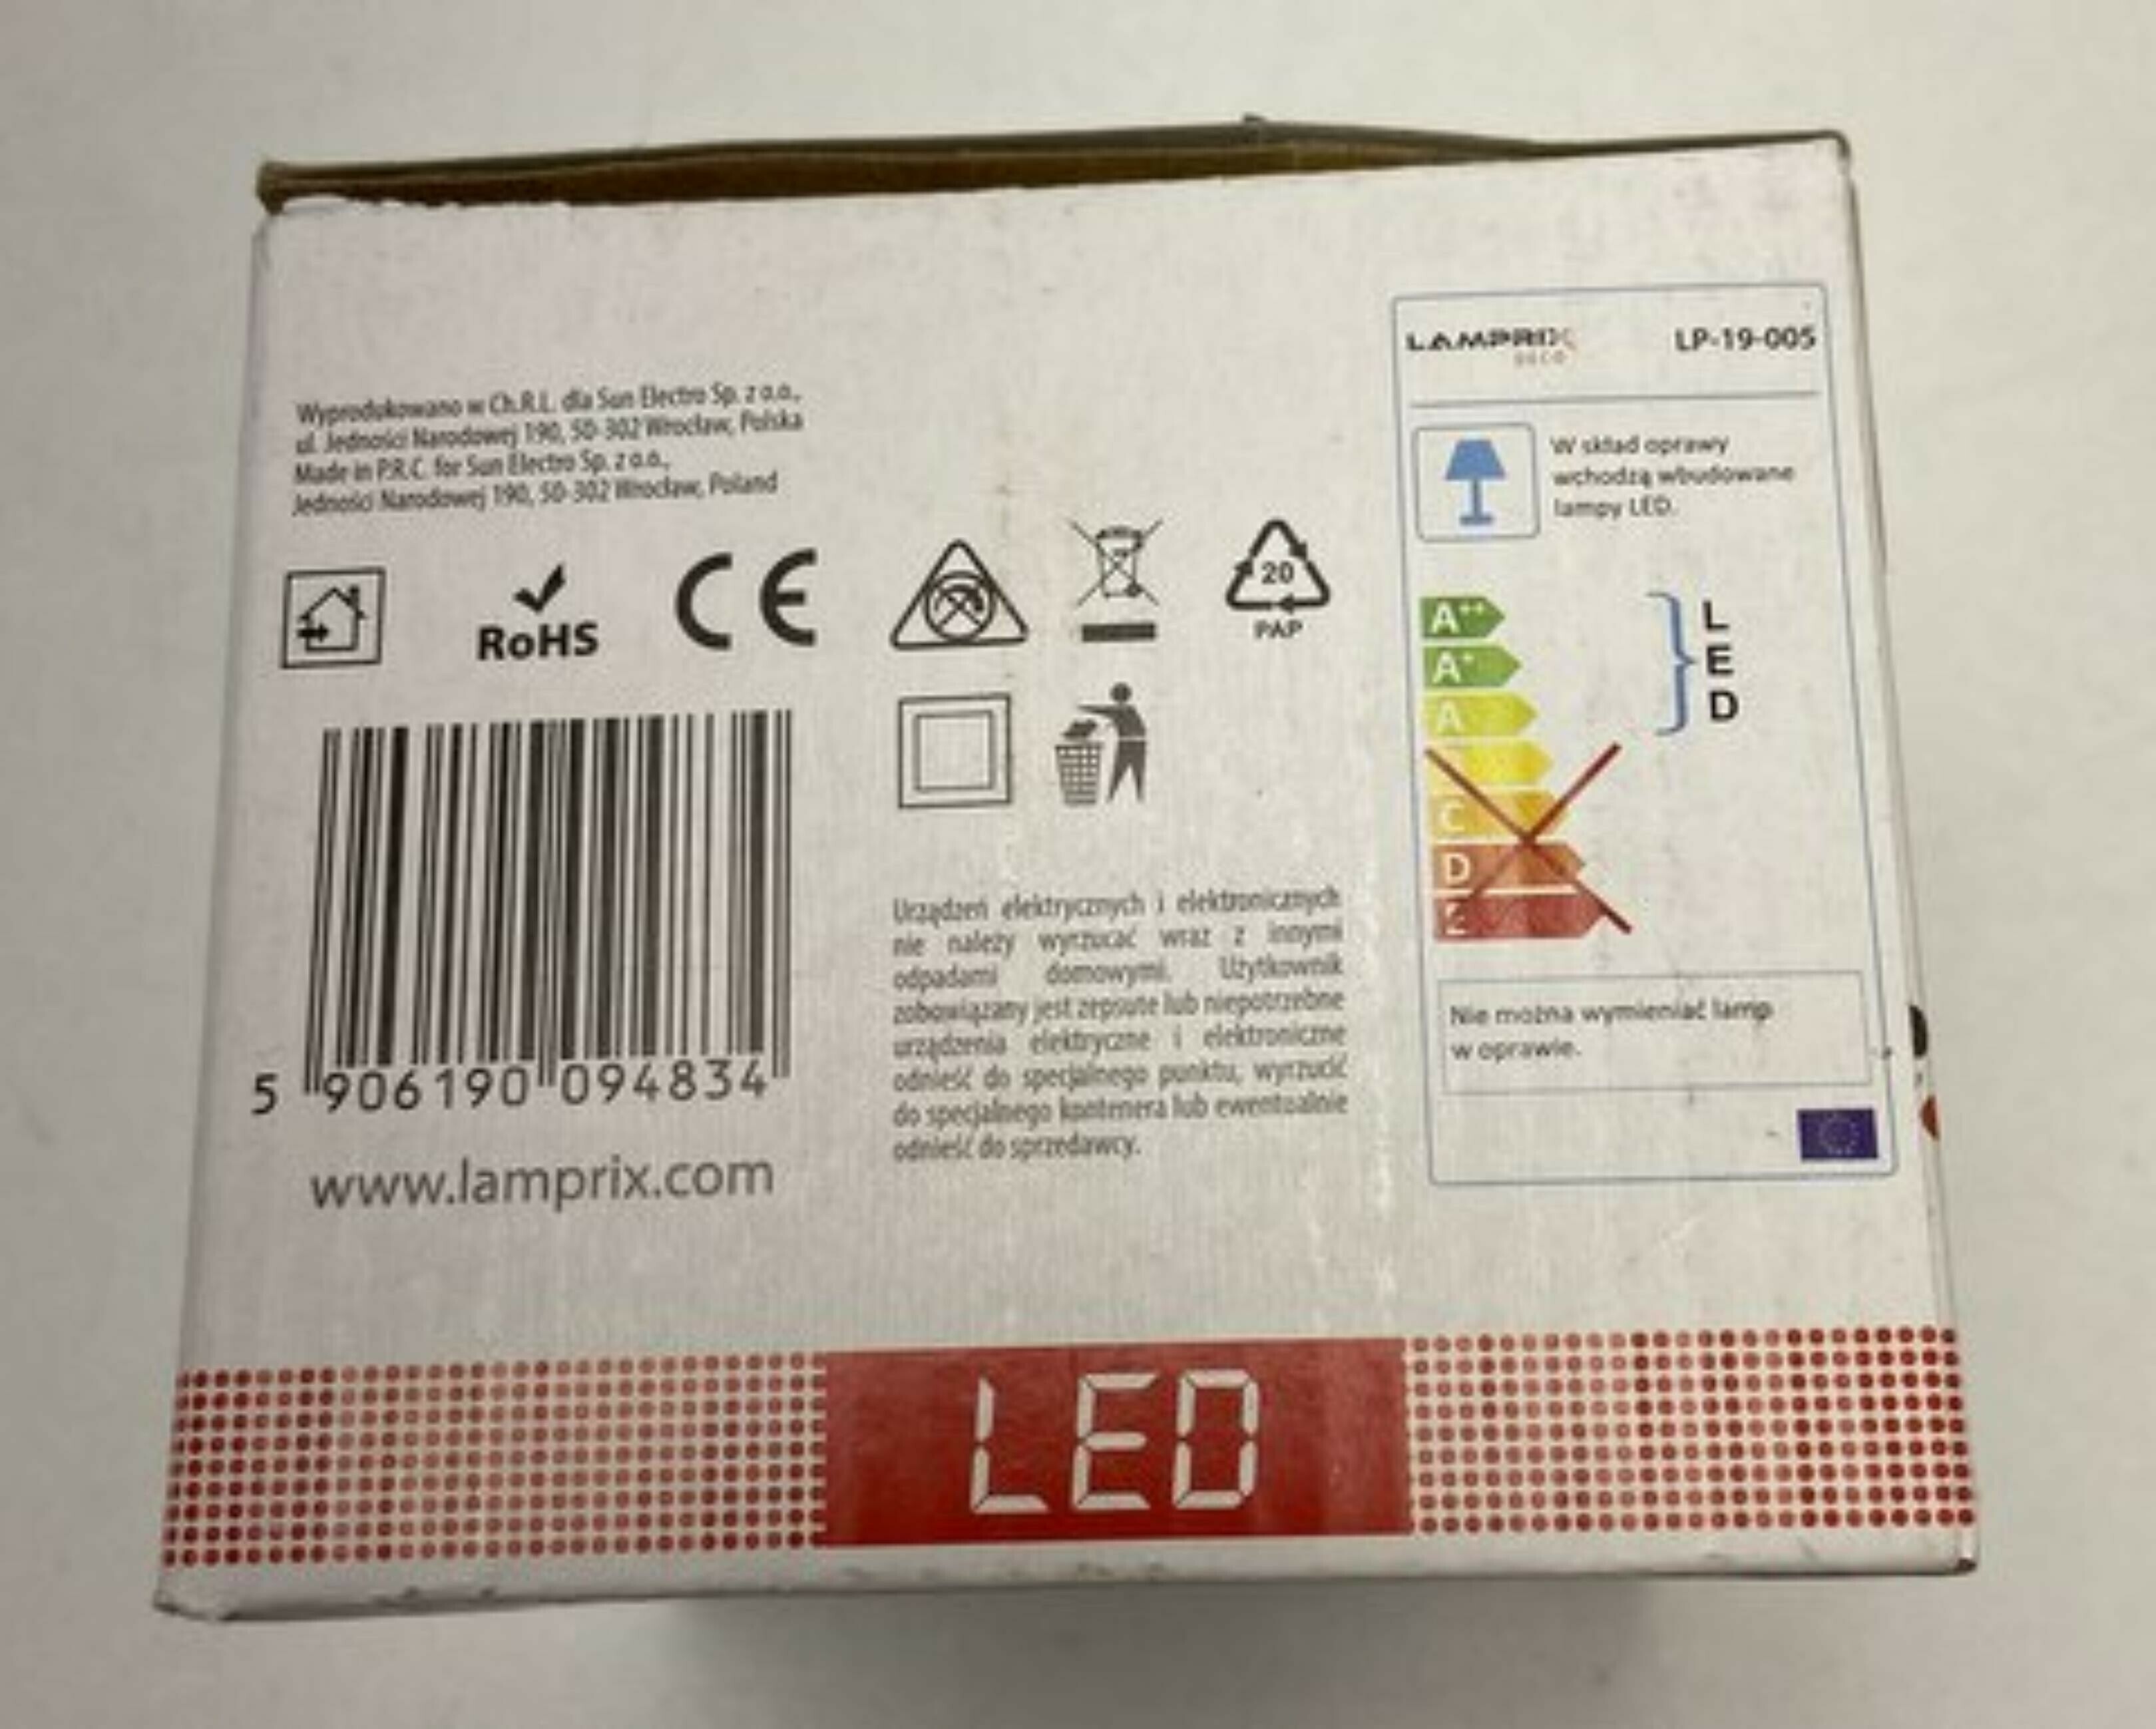 Wyprodukowano w Ch.R.L. dla Sun Electro Sp. z o.o.,
ul. Jedności Narodowej 190, 50-302 Wrocław, Polska
Made in P.R.C. for Sun Electro Sp. z o.o.,
Jedności Narodowej 190, 50-302 Wrocław, Poland
RoHS
CE
20
PAP
5 906190 094834
www.lamprix.com
Urządzeń elektrycznych i elektronicznych
nie należy wyrzucać wraz z innymi
odpadami domowymi. Użytkownik
zobowiązany jest zepsute lub niepotrzebne
urządzenia elektryczne i elektroniczne
odnieść do specjalnego punktu, wyrzucić
do specjalnego kontenera lub ewentualnie
odnieść do sprzedawcy.
LAMPRIX LP-19-005
DECO
W skład oprawy
wchodzą wbudowane
lampy LED.
A++
A+
A
C
D
E
L
E
D
Nie można wymieniać lamp
w oprawie.
LED